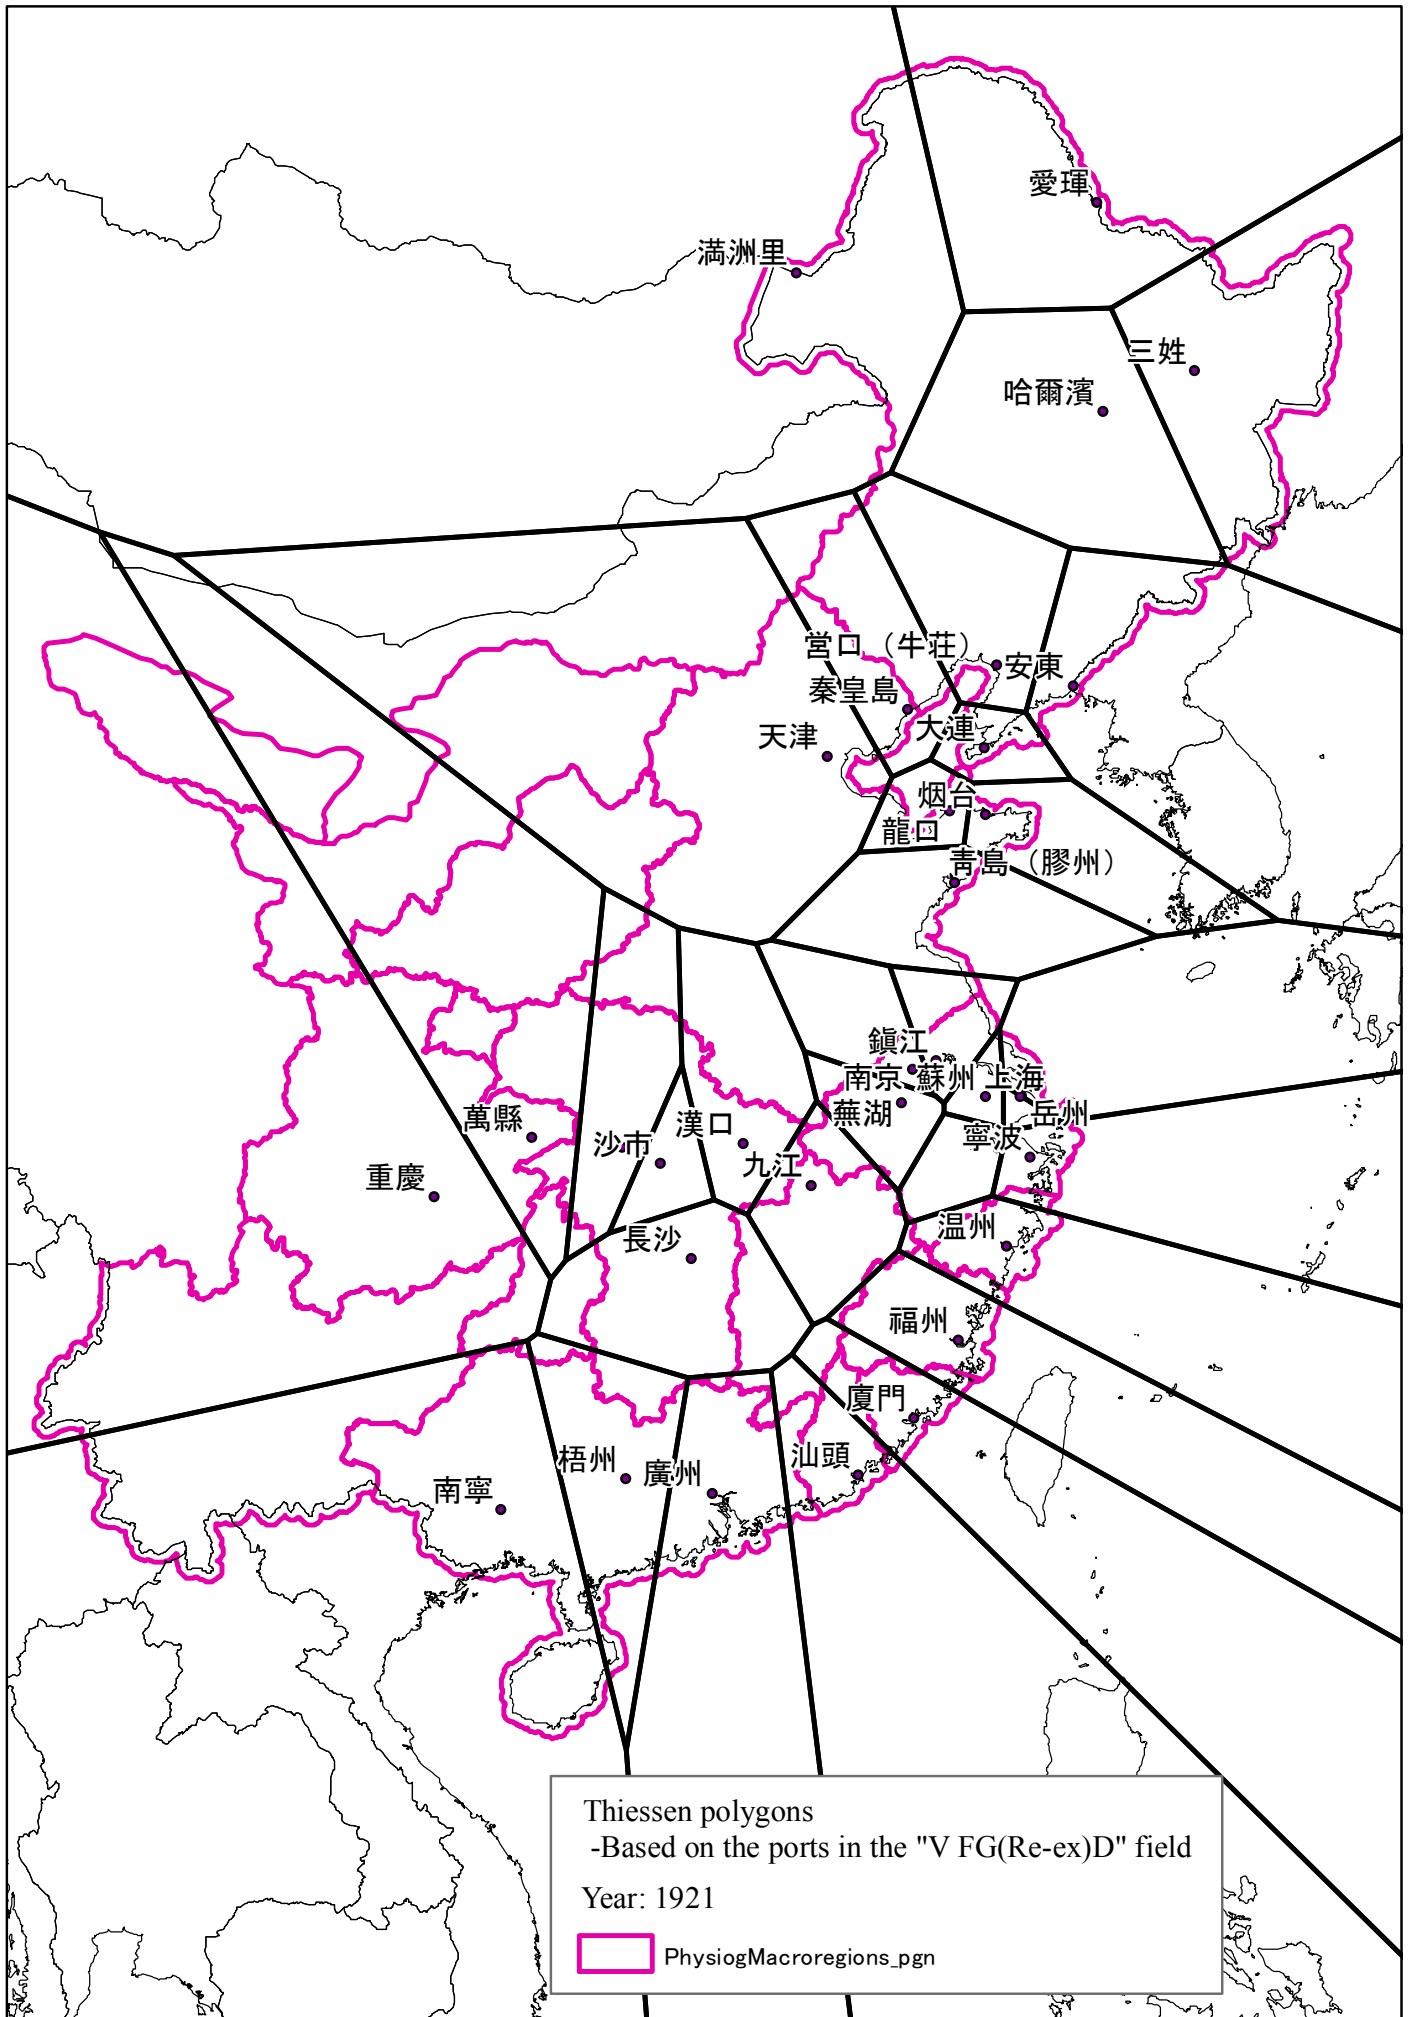 愛琿
満洲里
三姓
哈爾濱
営口（牛荘）
安東
秦皇島
大連
天津
烟台
龍口
青島（膠州）
鎭江
南京
蘇州
上海
蕪湖
岳州
萬縣
漢口
沙市
寧波
九江
重慶
温州
長沙
福州
廈門
梧州
汕頭
廣州
南寧
Thiessen polygons
-Based on the ports in the "V FG(Re-ex)D" field
Year: 1921
PhysiogMacroregions_pgn